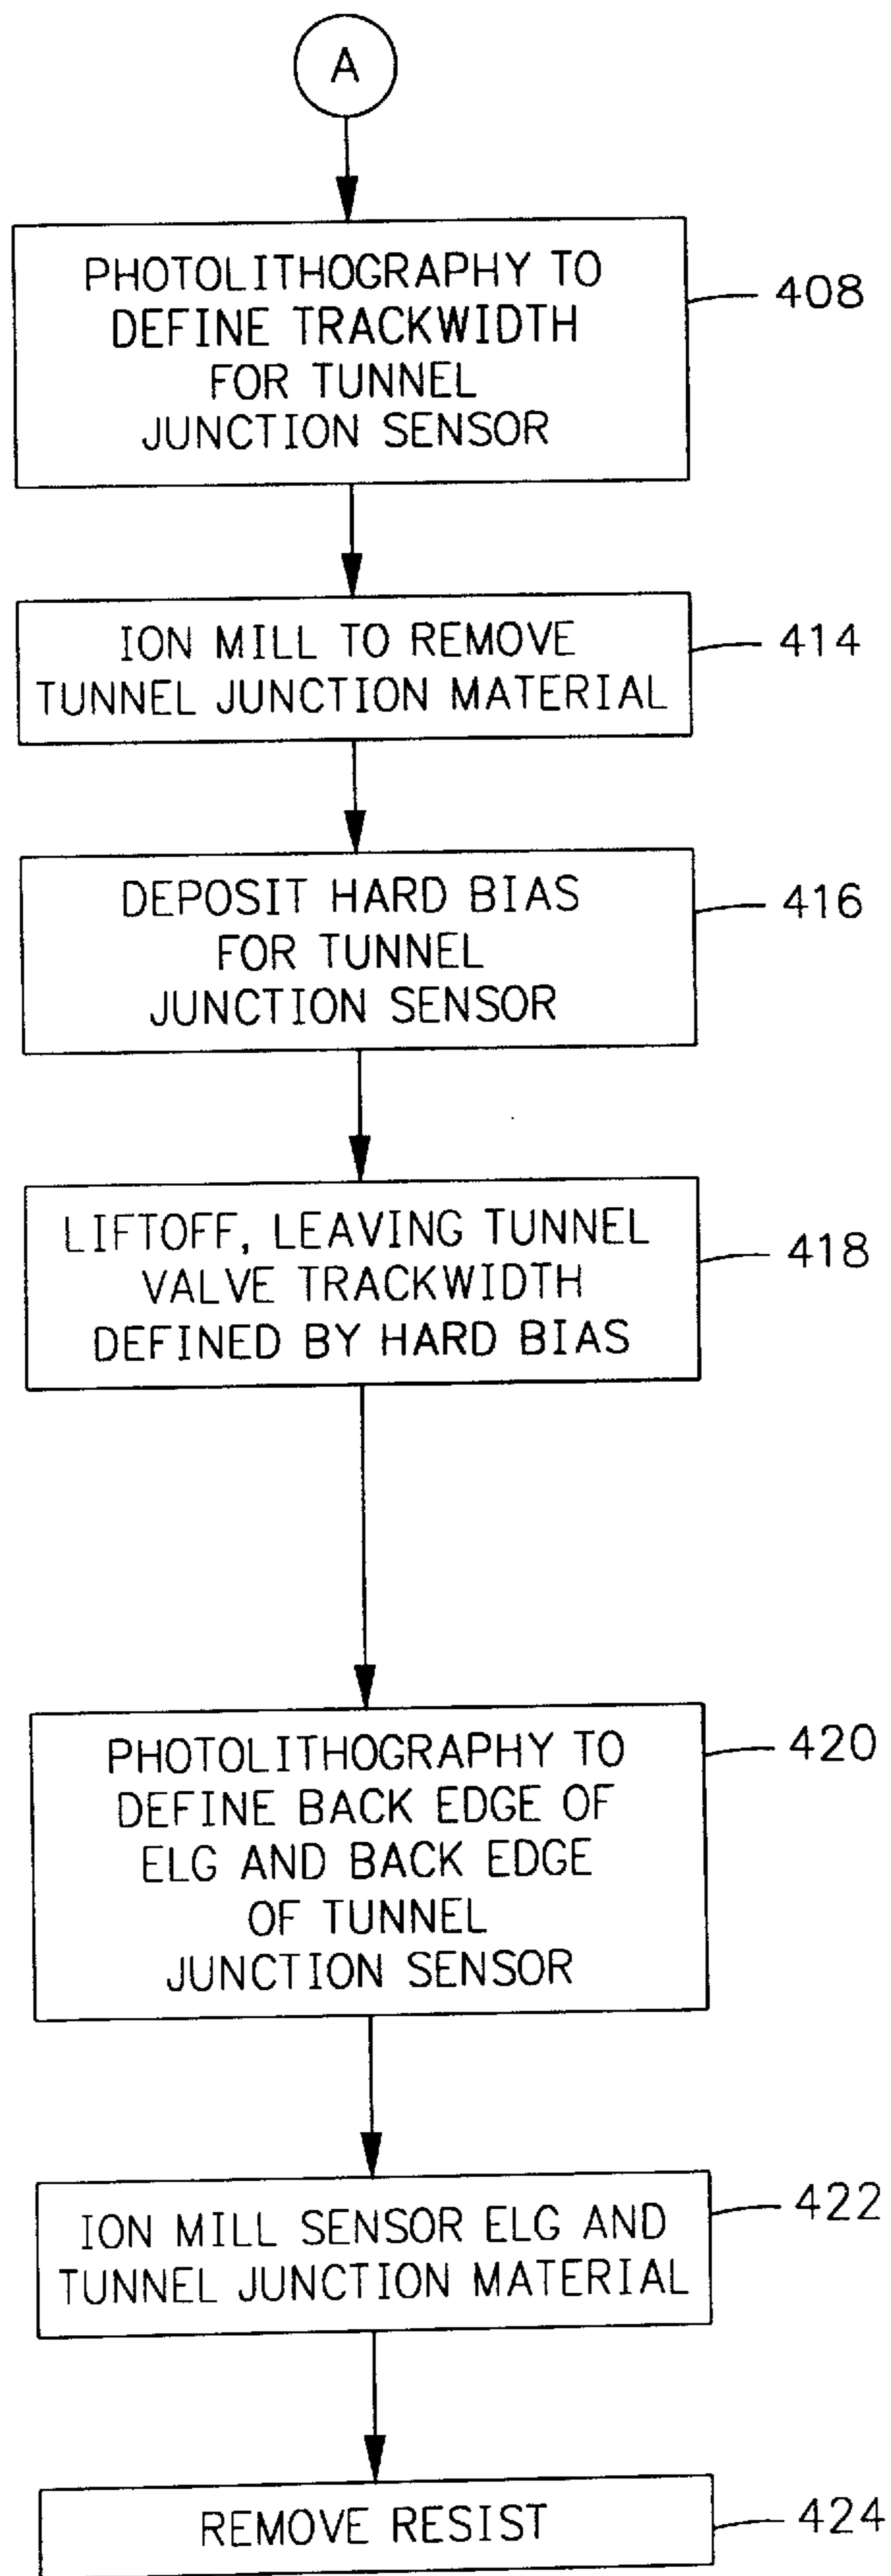 A
PHOTOLITHOGRAPHY TO
DEFINE TRACKWIDTH
FOR TUNNEL
JUNCTION SENSOR
408
ION MILL TO REMOVE
TUNNEL JUNCTION MATERIAL
414
DEPOSIT HARD BIAS
FOR TUNNEL
JUNCTION SENSOR
416
LIFTOFF, LEAVING TUNNEL
VALVE TRACKWIDTH
DEFINED BY HARD BIAS
418
PHOTOLITHOGRAPHY TO
DEFINE BACK EDGE OF
ELG AND BACK EDGE
OF TUNNEL
JUNCTION SENSOR
420
ION MILL SENSOR ELG AND
TUNNEL JUNCTION MATERIAL
422
REMOVE RESIST
424